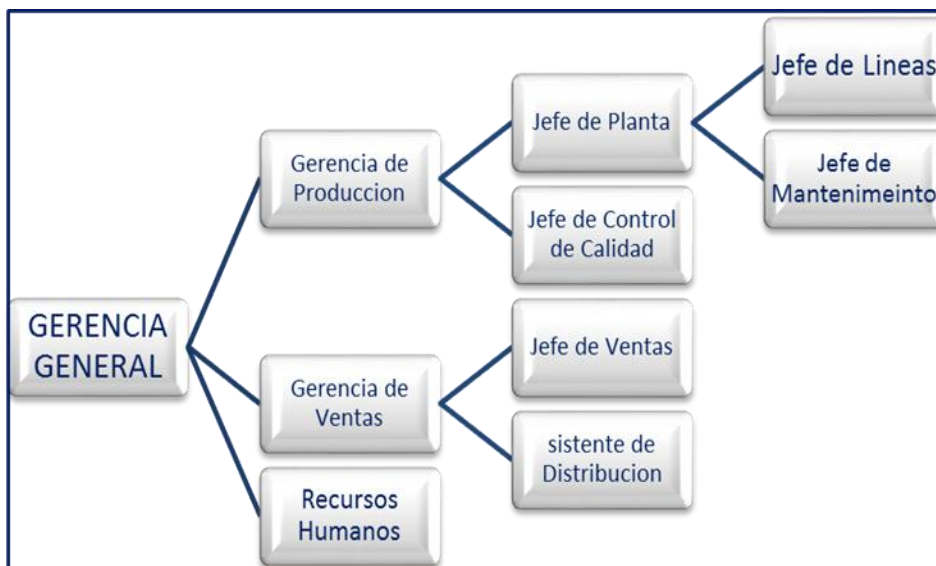 GERENCIA
GENERAL
Gerencia de
Produccion
Jefe de Planta
Jefe de Lineas
Jefe de
Mantenimeinto
Jefe de Control
de Calidad
Gerencia de
Ventas
Jefe de Ventas
sistente de
Distribucion
Recursos
Humanos